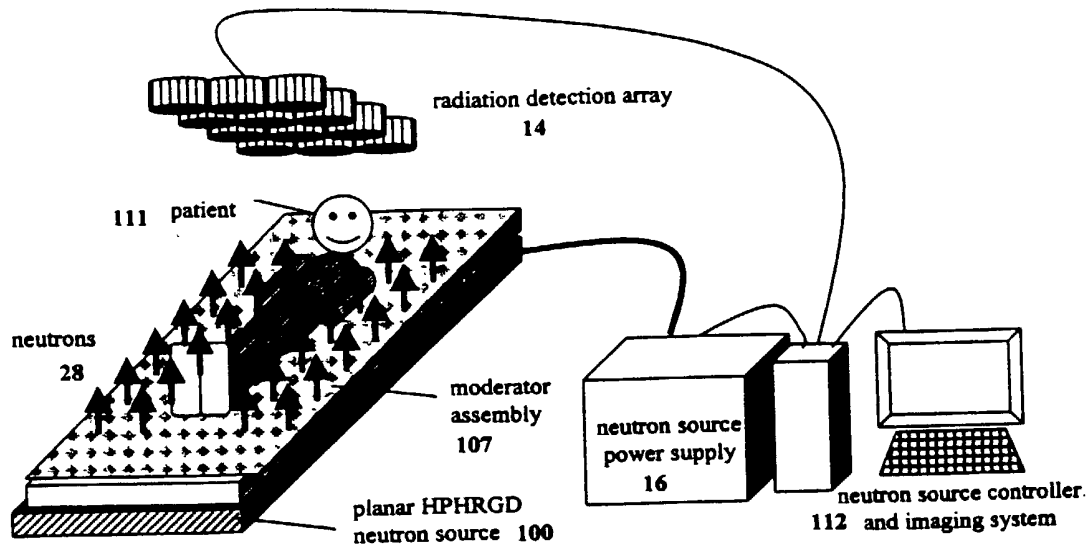 radiation detection array
14
111 patient
neutrons
28
moderator
assembly
107
neutron source
power supply
16
planar HPHRGD
neutron source 100
neutron source controller
112 and imaging system